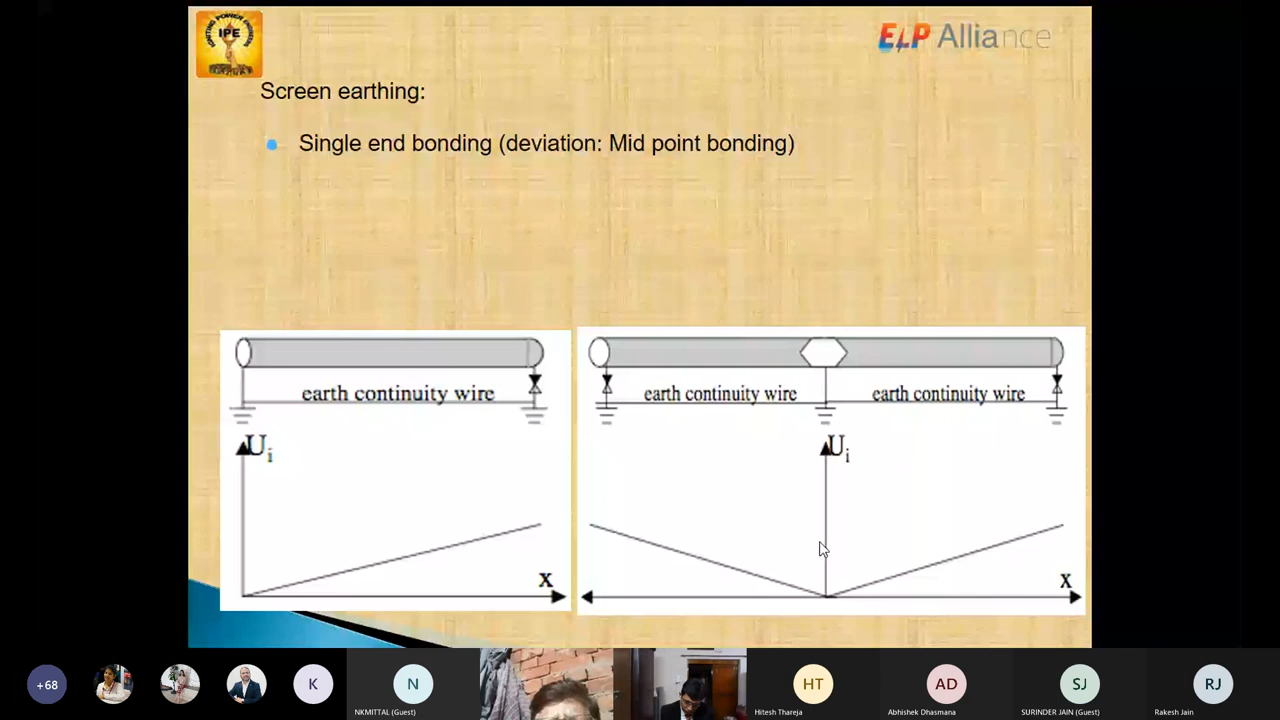 IPE
ELP Alliance
Screen earthing:
Single end bonding (deviation: Mid point bonding)
earth continuity wire
Ui
x
earth continuity wire
earth continuity wire
Ui
x
+68
K
N
NKMITTAL (Guest)
HT
Hitesh Thareja
AD
Abhishek Dhasmana
SJ
SURINDER JAIN (Guest)
RJ
Rakesh Jain